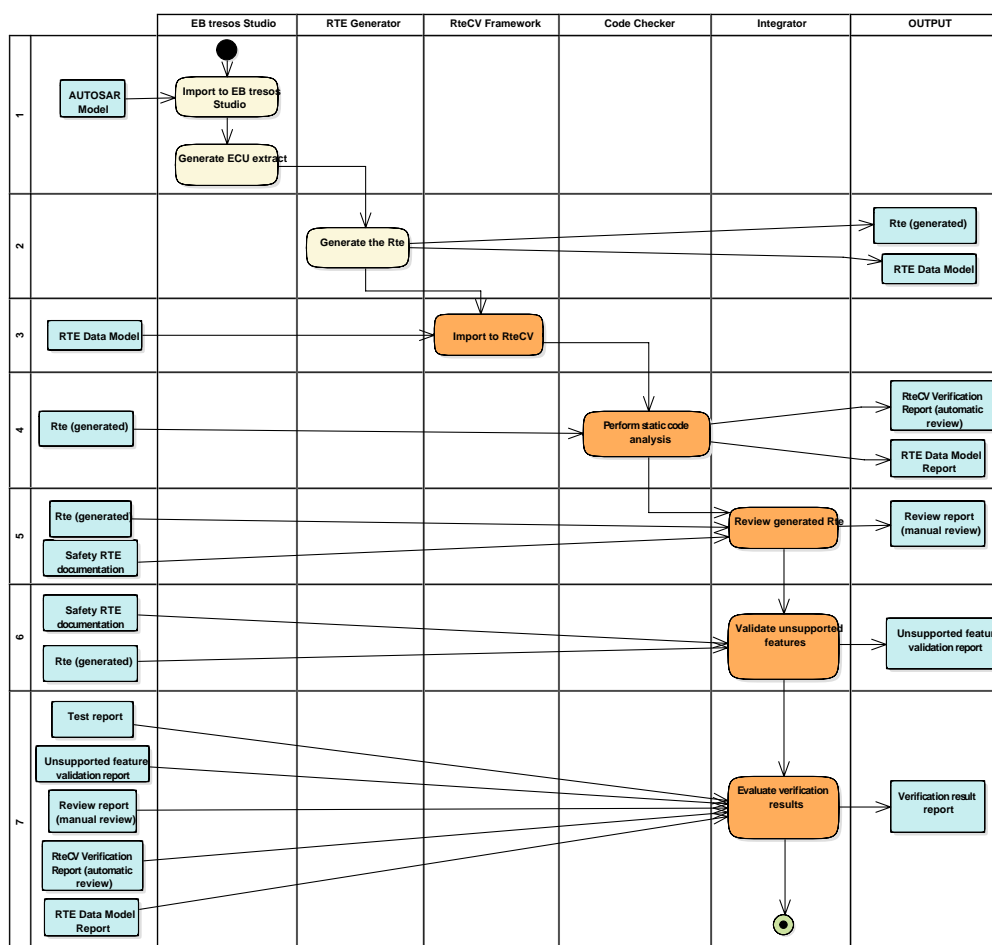 EB tresos Studio
RTE Generator
RteCV Framework
Code Checker
Integrator
OUTPUT
1
AUTOSAR
Model
Import to EB tresos
Studio
Generate ECU extract
2
Generate the Rte
Rte (generated)
RTE Data Model
3
RTE Data Model
Import to RteCV
4
Rte (generated)
Perform static code
analysis
RteCV Verification
Report (automatic
review)
RTE Data Model
Report
5
Rte (generated)
Safety RTE
documentation
Review generated Rte
Review report
(manual review)
6
Safety RTE
documentation
Rte (generated)
Validate unsupported
features
Unsupported featur
validation report
7
Test report
Unsupported feature
validation report
Review report
(manual review)
RteCV Verification
Report (automatic
review)
RTE Data Model
Report
Evaluate verification
results
Verification result
report